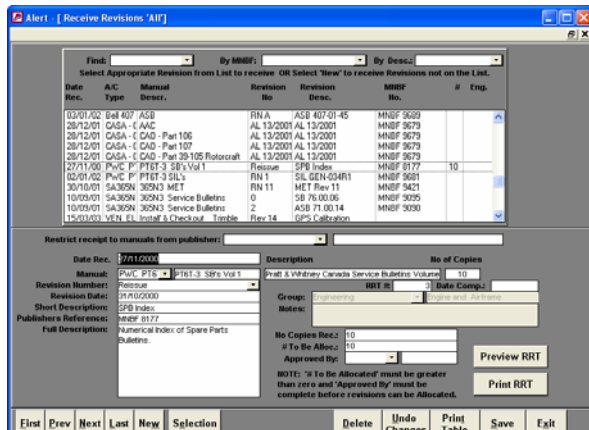 Alert - [ Receive Revisions 'All']
Find: By MNBF: By Desc.:
Select Appropriate Revision from List to receive OR Select 'New' to receive Revisions not on the List.
Date A/C Manual Revision Revision MNBF # Eng.
Rec. Type Descr. No Desc. No.
03/01/02 Bell 407 ASB RN A ASB 407-01-45 MNBF 9689
28/12/01 CASA - C AAC AL 13/2001 AL 13/2001 MNBF 9679
28/12/01 CASA - C CAO - Part 106 AL 13/2001 AL 13/2001 MNBF 9679
28/12/01 CASA - C CAO - Part 107 AL 13/2001 AL 13/2001 MNBF 9679
28/12/01 CASA - C CAO - Part 39-105 Rotorcraft AL 13/2001 AL 13/2001 MNBF 9679
27/11/00 PWC P' PT6T-3 SB's Vol 1 Reissue SPB Index MNBF 8177 10
02/01/02 PWC P' PT6T-3 SIL's RN 1 SIL GEN-034R1 MNBF 9681
30/10/01 SA365N 365N3 MET RN 11 MET Rev 11 MNBF 9421
10/09/01 SA365N 365N3 Service Bulletins 0 SB 76.00.06 MNBF 9095
10/09/01 SA365N 365N3 Service Bulletins 2 ASB 71.00.14 MNBF 9090
15/03/03 VEN. EL Install & Checkout Trimble Rev 14 GPS Calibration
Restrict receipt to manuals from publisher:
Date Rec. 27/11/2000 Description No of Copies
Manual: PWC PT6 PT6T-3 SB's Vol 1 Pratt & Whitney Canada Service Bulletins Volume 10
Revision Number: Reissue RRT #: 3 Date Comp.:
Revision Date: 31/10/2000 Group: Engineering Engine and Airframe
Short Description: SPB Index Notes:
Publishers Reference: MNBF 8177
Full Description: Numerical Index of Spare Parts
Bulletins.
No Copies Rec.: 10
# To Be Alloc.: 10
Approved By:
NOTE: '# To Be Allocated' must be greater
than zero and 'Approved By' must be
complete before revisions can be Allocated.
Preview RRT
Print RRT
First Prev Next Last New Selection Delete Undo Changes Print Table Save Exit